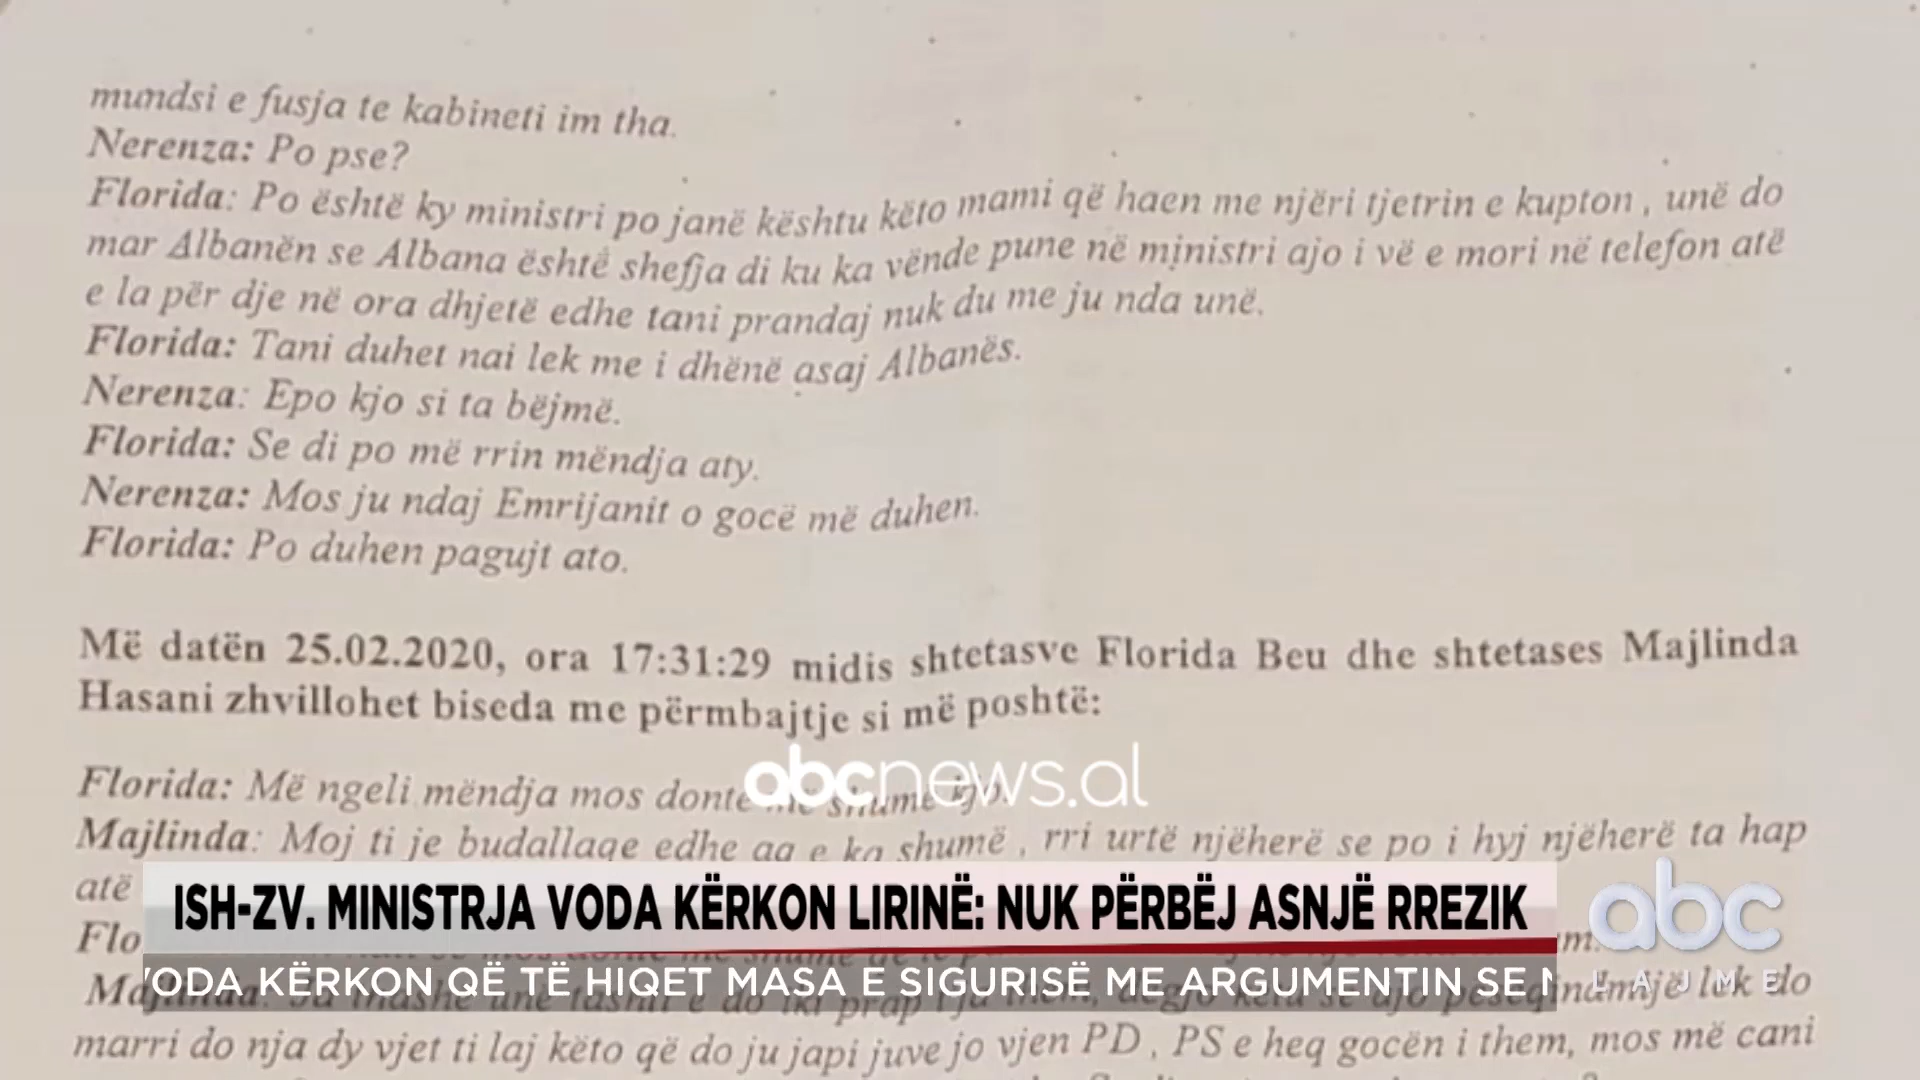 mundsi e fusja te kabineti im tha.
Nerenza: Po pse?
Florida: Po është ky ministri po janë kështu këto mami që haen me njëri tjetrin e kupton , unë do
mar Albanën se Albana është shefja di ku ka vënde pune në ministri ajo i vë e mori në telefon atë
e la për dje në ora dhjetë edhe tani prandaj nuk du me ju nda unë.
Florida: Tani duhet nai lek me i dhënë asaj Albanës.
Nerenza: Epo kjo si ta bëjmë.
Florida: Se di po më rrin mëndja aty.
Nerenza: Mos ju ndaj Emrijanit o gocë më duhen.
Florida: Po duhen pagujt ato.
Më datën 25.02.2020, ora 17:31:29 midis shtetasve Florida Beu dhe shtetases Majlinda
Hasani zhvillohet biseda me përmbajtje si më poshtë:
Florida: Më ngeli mëndja mos donte me shumë kjo.
abcnews.al
Majlinda: Moj ti je budallaqe edhe aq e ka shumë , rri urtë njëherë se po i hyj njëherë ta hap
atë
ISH-ZV. MINISTRJA VODA KËRKON LIRINË: NUK PËRBËJ ASNJË RREZIK
abc
LAJME
Flo
VODA KËRKON QË TË HIQET MASA E SIGURISË ME ARGUMENTIN SE N
Majlinda: pesëqindmijë lek do
marri do nja dy vjet ti laj këto që do ju japi juve jo vjen PD , PS e heq gocën i them, mos më cani